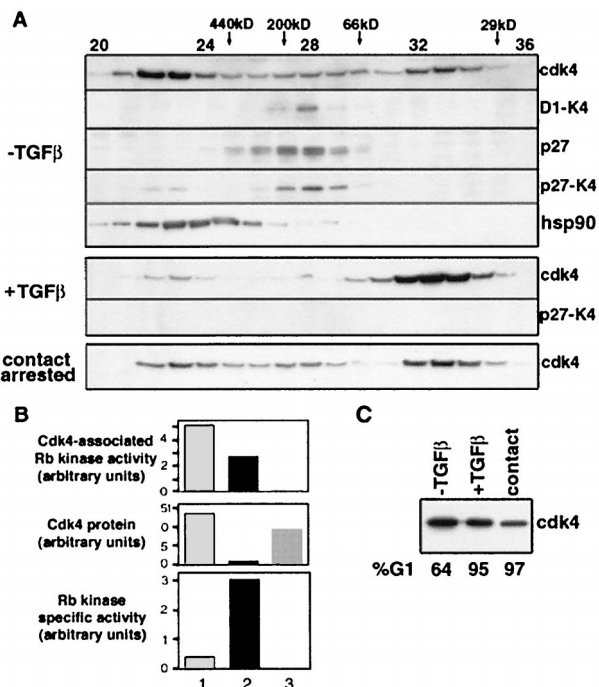 A
440kD 200kD 66kD 29kD
20 24 28 32 36
cdk4
D1-K4
-TGFβ
p27
p27-K4
hsp90
+TGFβ
cdk4
p27-K4
contact
arrested
cdk4
B
Cdk4-associated
Rb kinase activity
(arbitrary units)
4
2
0
Cdk4 protein
(arbitrary units)
51
0
5
0
Rb kinase
specific activity
(arbitrary units)
3
2
1
0
1 2 3
C
-TGFβ
+TGFβ
contact
cdk4
%G1 64 95 97